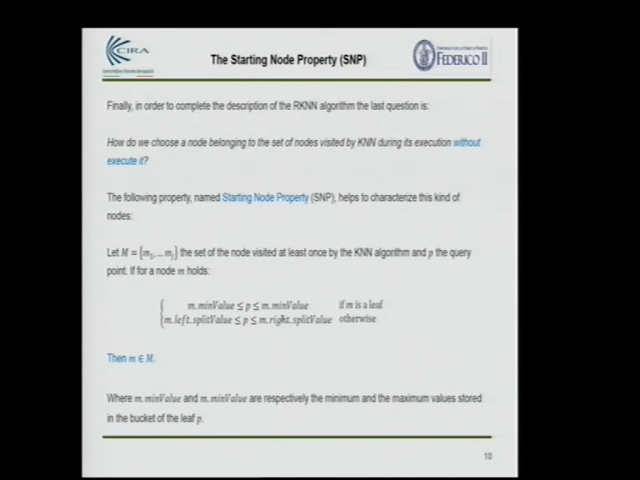 CIRA
The Starting Node Property (SNP)
FEDERICO II
Finally, in order to complete the description of the RKNN algorithm the last question is:
How do we choose a node belonging to the set of nodes visited by KNN during its execution without
execute it?
The following property, named Starting Node Property (SNP), helps to characterize this kind of
nodes:
Let M = {m₁, … mⱼ} the set of the node visited at least once by the KNN algorithm and p the query
point. If for a node m holds:
m.minValue ≤ p ≤ m.minValue if m is a leaf
m.left.splitValue ≤ p ≤ m.right.splitValue otherwise
Then m ∈ M.
Where m.minValue and m.minValue are respectively the minimum and the maximum values stored
in the bucket of the leaf p.
10